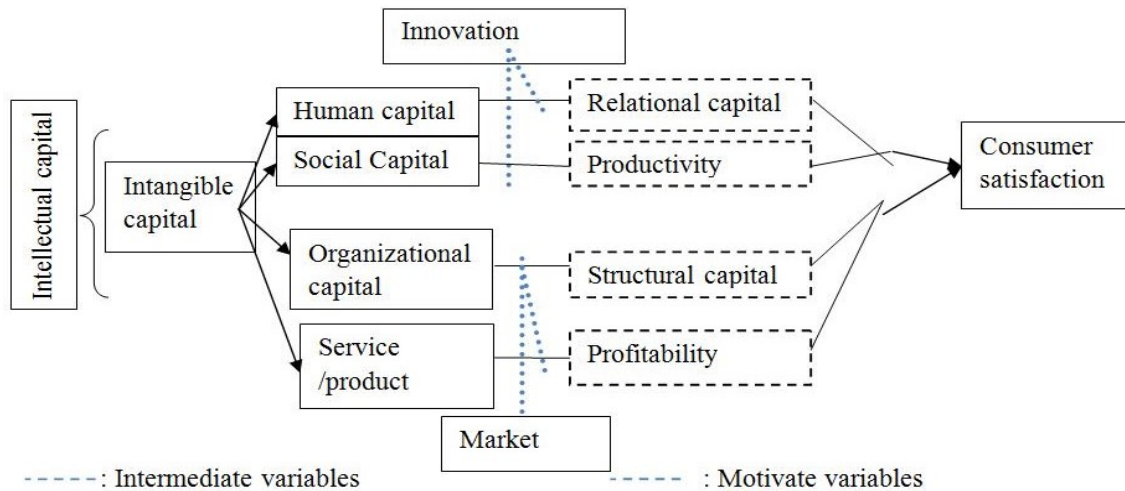 Innovation
Intellectual capital
Intangible
capital
Human capital
Social Capital
Organizational
capital
Service
/product
Relational capital
Productivity
Structural capital
Profitability
Consumer
satisfaction
Market
: Intermediate variables
: Motivate variables